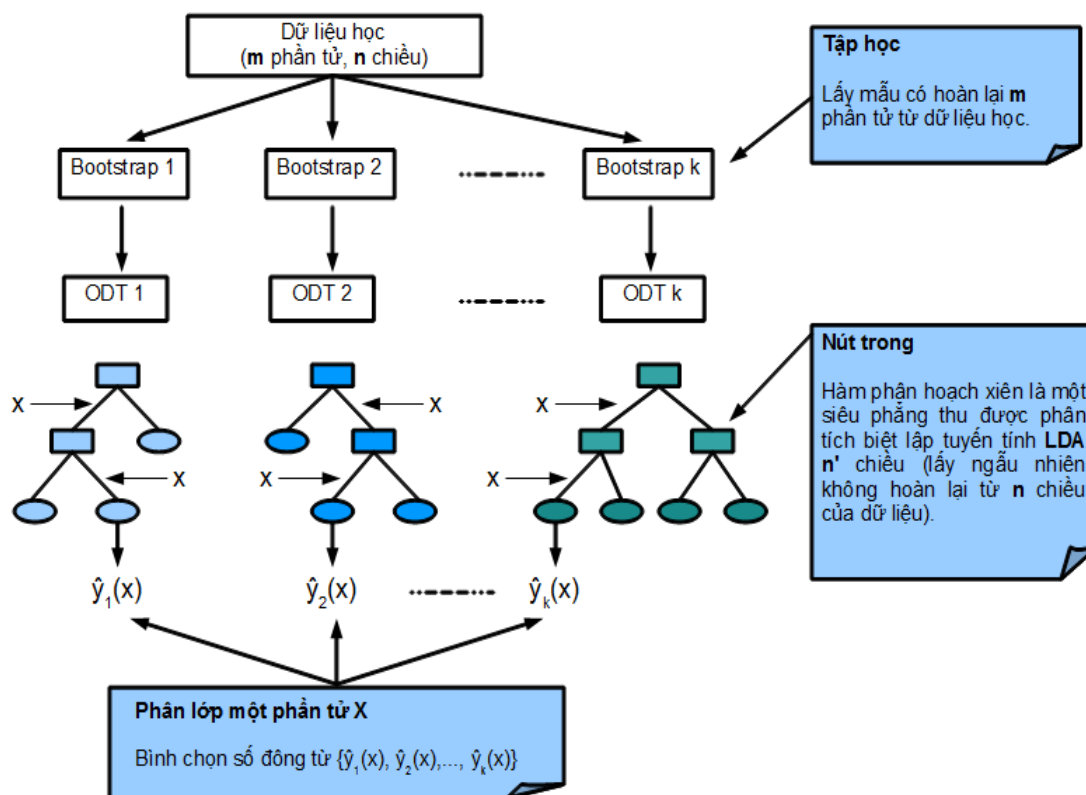 Dữ liệu học
(m phần tử, n chiều)
Tập học
Lấy mẫu có hoàn lại m
phần tử từ dữ liệu học.
Bootstrap 1
Bootstrap 2
Bootstrap k
ODT 1
ODT 2
ODT k
Nút trong
Hàm phân hoạch xiên là một
siêu phẳng thu được phân
tích biệt lập tuyến tính LDA
n' chiều (lấy ngẫu nhiên
không hoàn lại từ n chiều
của dữ liệu).
x
x
x
x
x
x
ŷ1(x)
ŷ2(x)
ŷk(x)
Phân lớp một phần tử X
Bình chọn số đông từ {ŷ1(x), ŷ2(x),..., ŷk(x)}